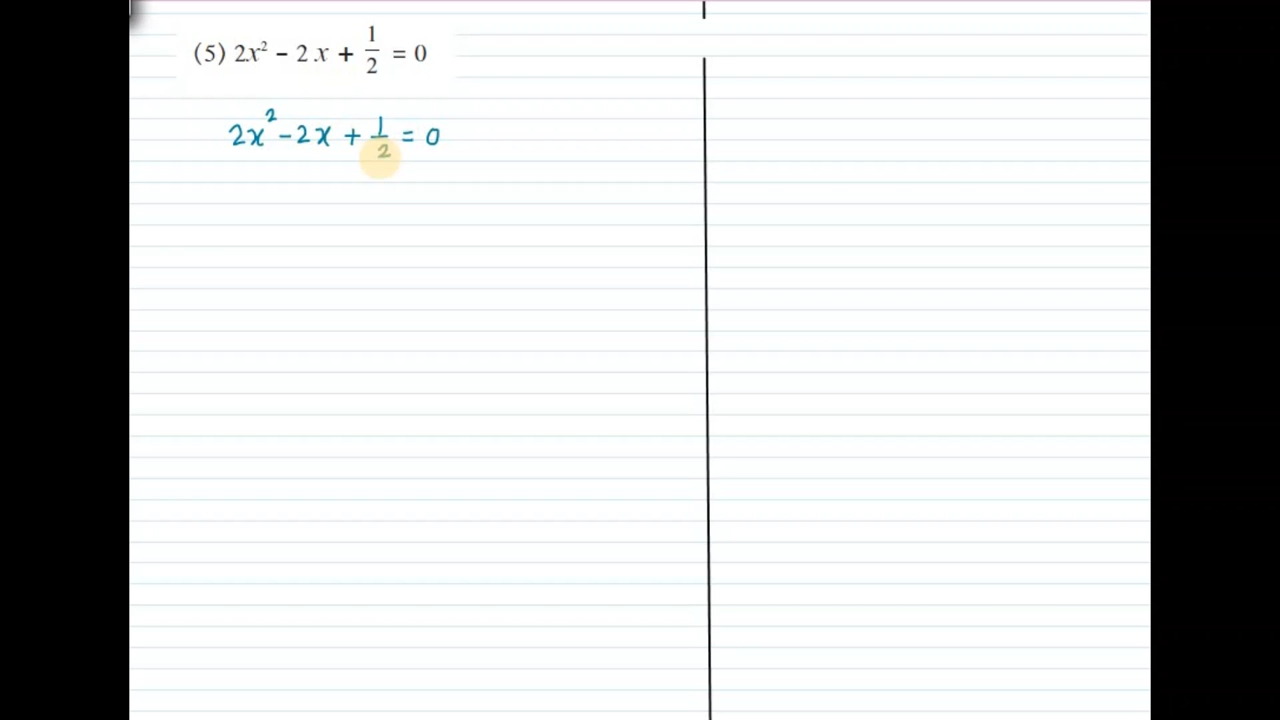 (5) 2x² − 2x + 1/2 = 0
2x² − 2x + 1/2 = 0